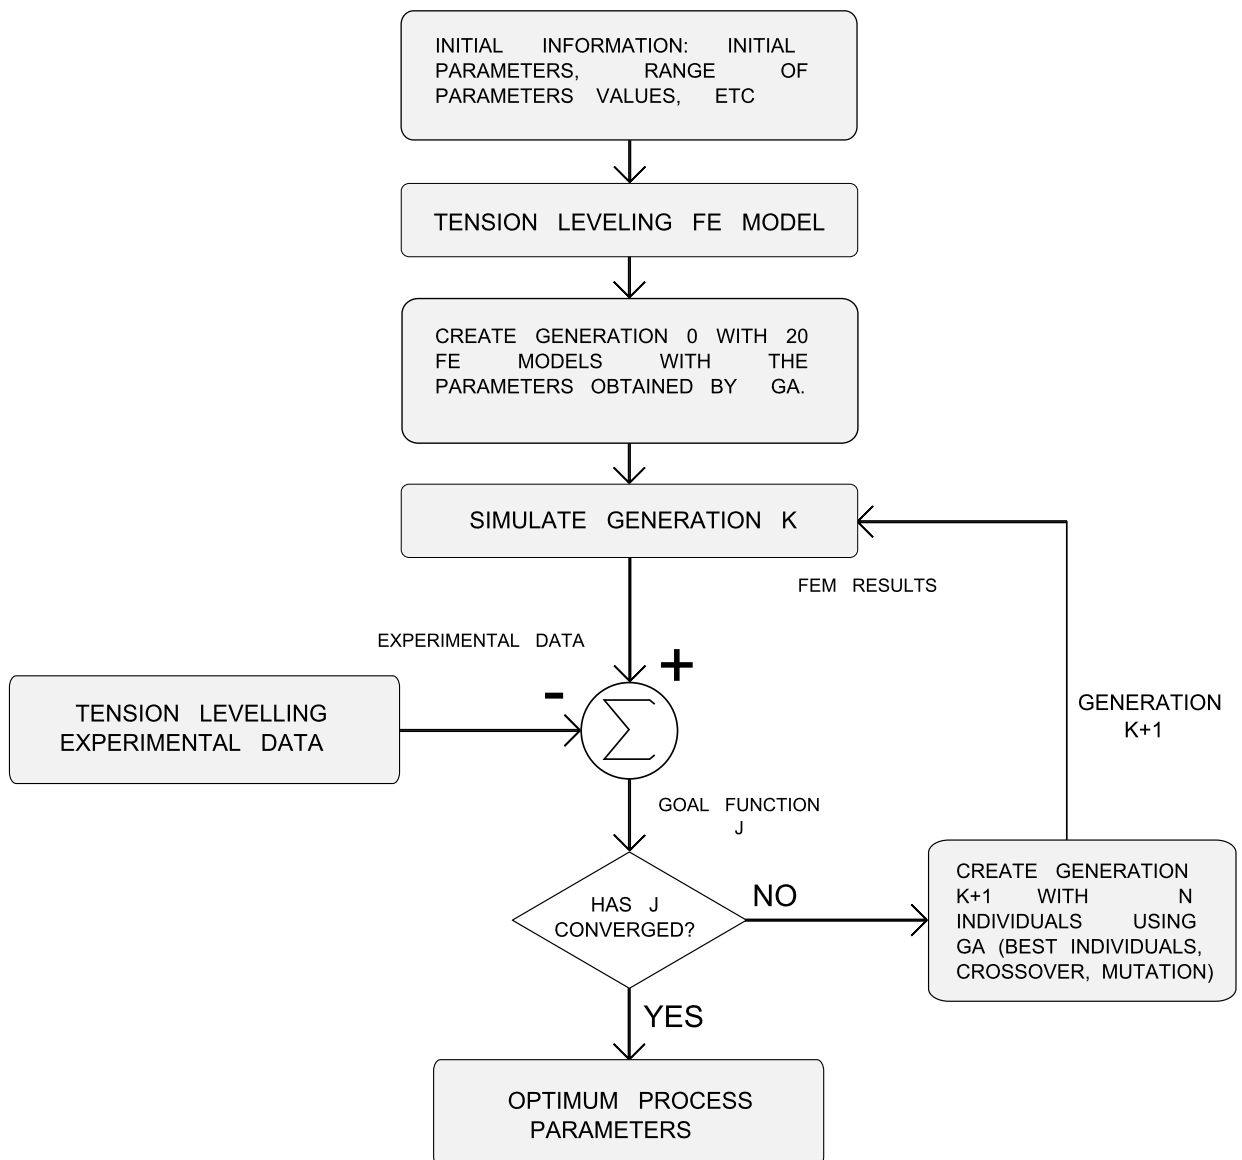 INITIAL INFORMATION: INITIAL
PARAMETERS, RANGE OF
PARAMETERS VALUES, ETC
TENSION LEVELING FE MODEL
CREATE GENERATION 0 WITH 20
FE MODELS WITH THE
PARAMETERS OBTAINED BY GA.
SIMULATE GENERATION K
FEM RESULTS
EXPERIMENTAL DATA
+
-
TENSION LEVELLING
EXPERIMENTAL DATA
∑
GENERATION
K+1
GOAL FUNCTION
J
HAS J
CONVERGED?
NO
CREATE GENERATION
K+1 WITH N
INDIVIDUALS USING
GA (BEST INDIVIDUALS,
CROSSOVER, MUTATION)
YES
OPTIMUM PROCESS
PARAMETERS